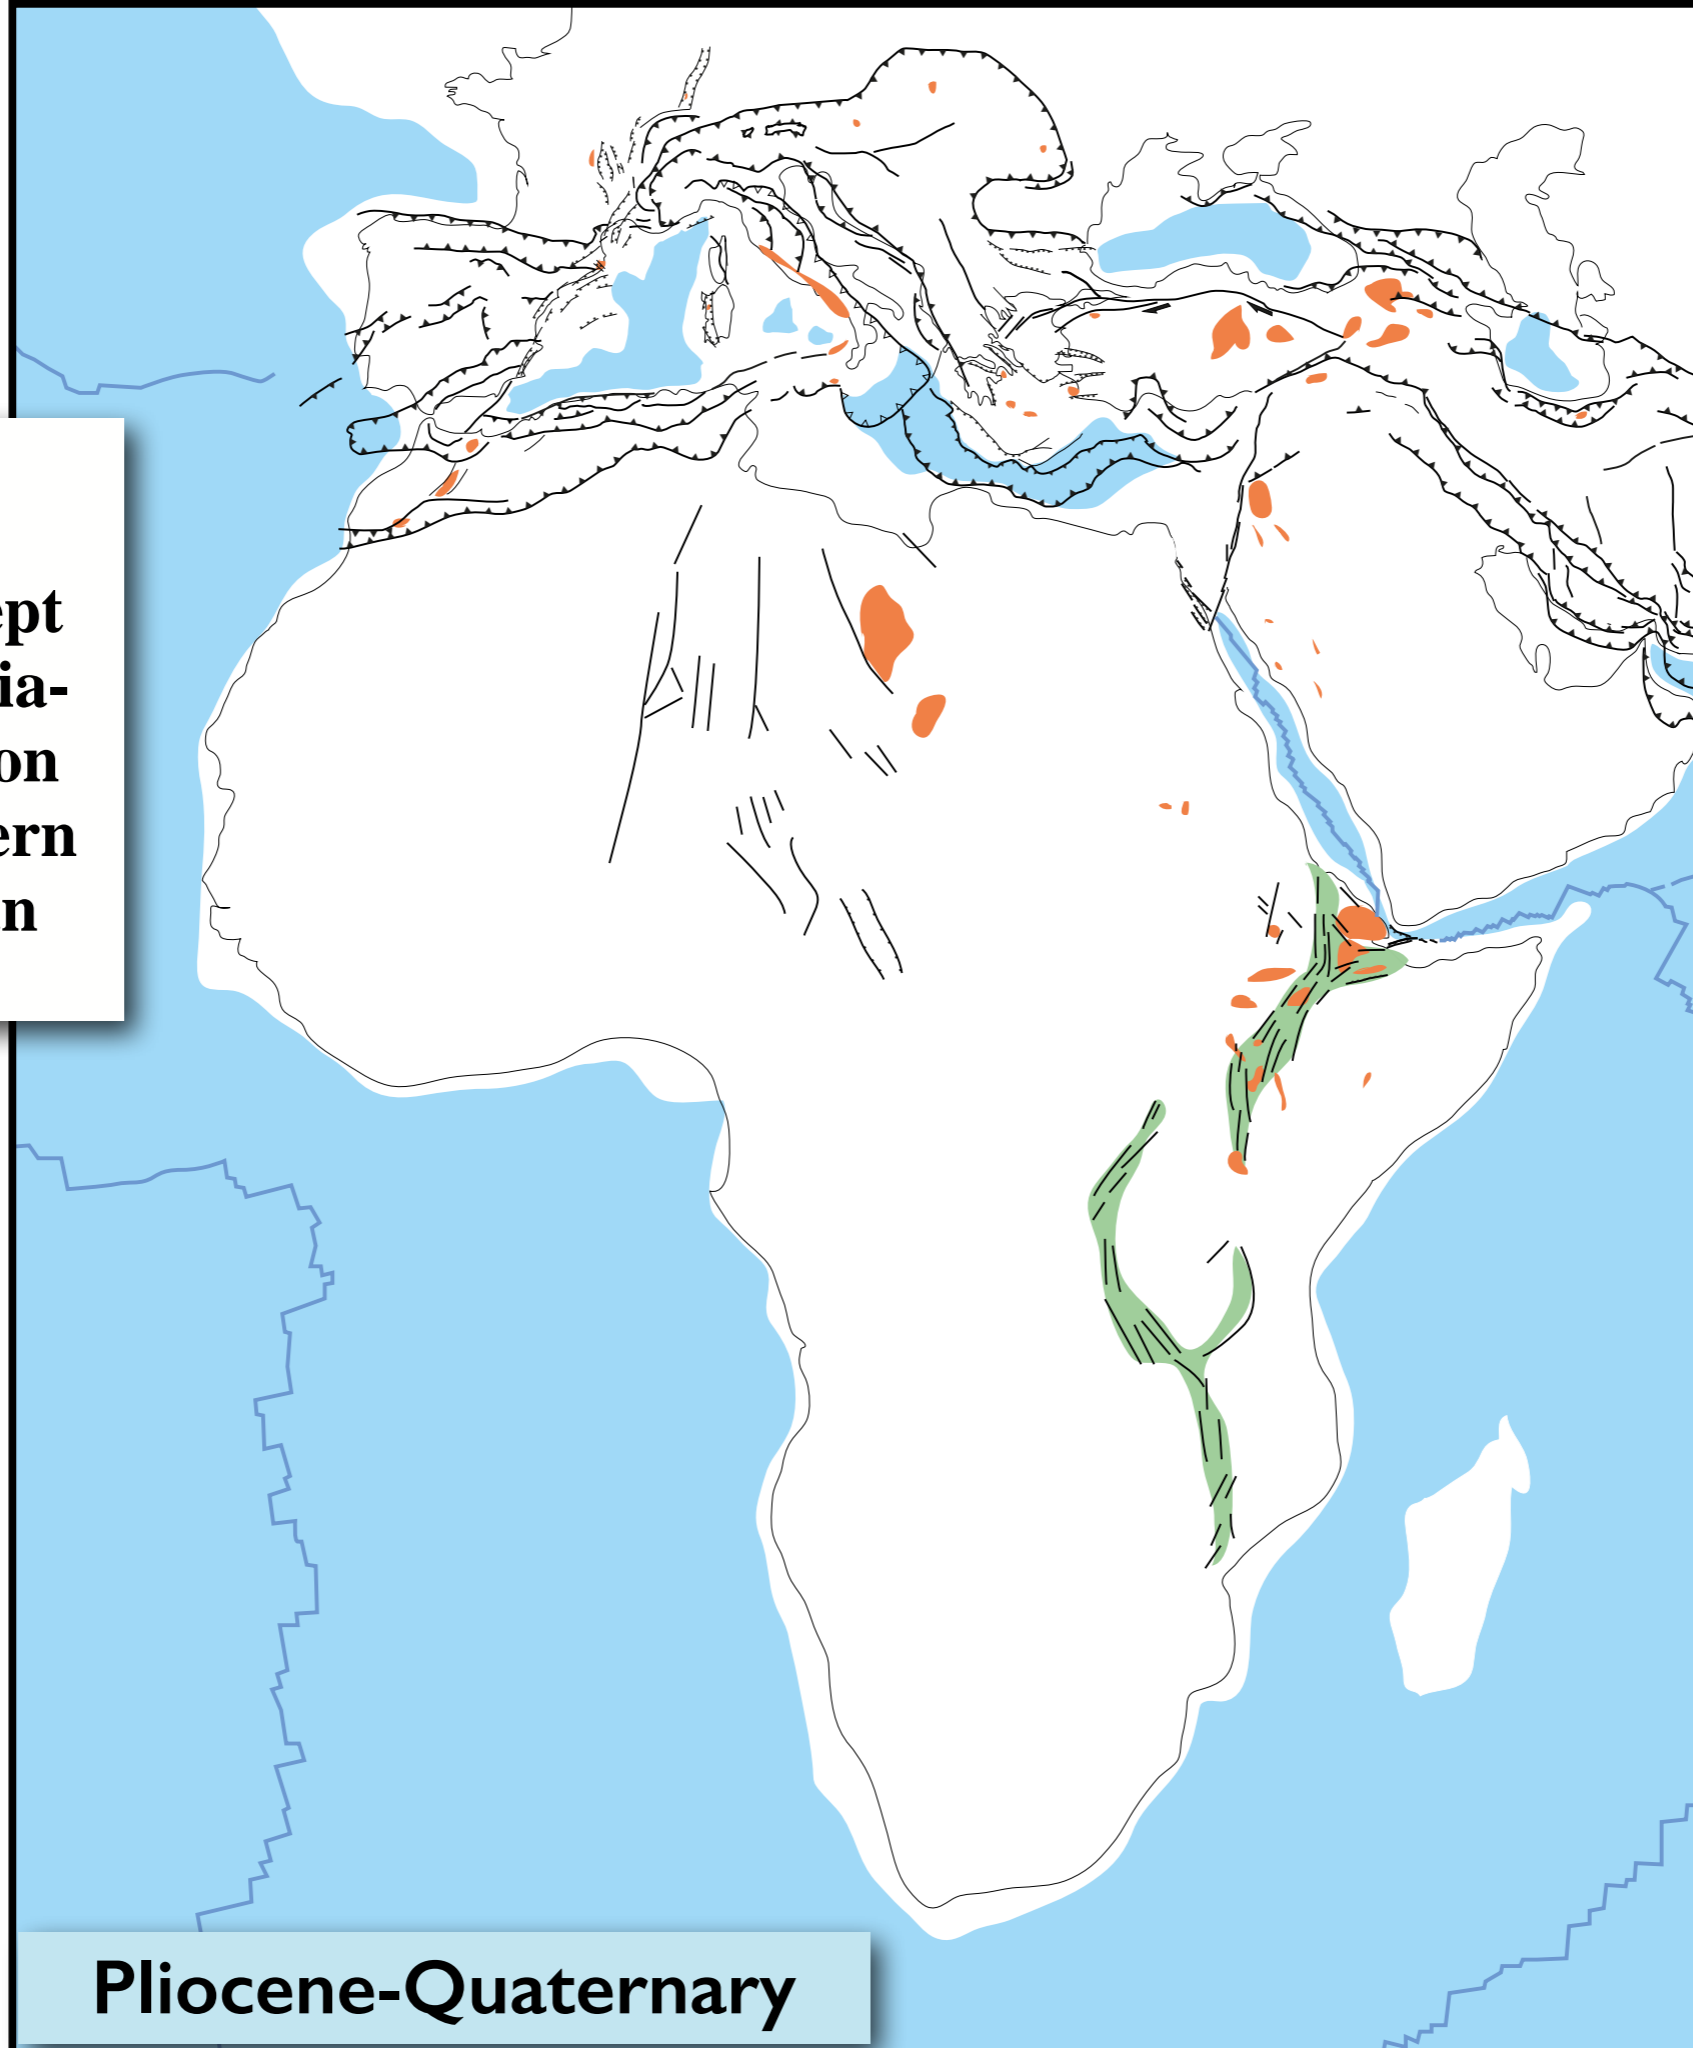 ept
ia-
on
ern
n
Pliocene-Quaternary